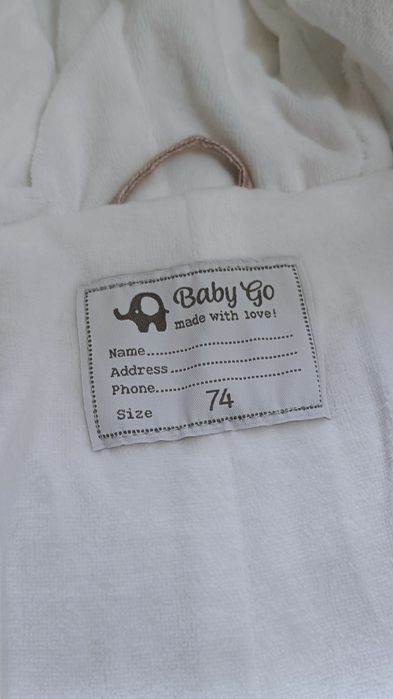 Baby Go
made with love!
Name..............................
Address..........................
Phone.............................
Size 74